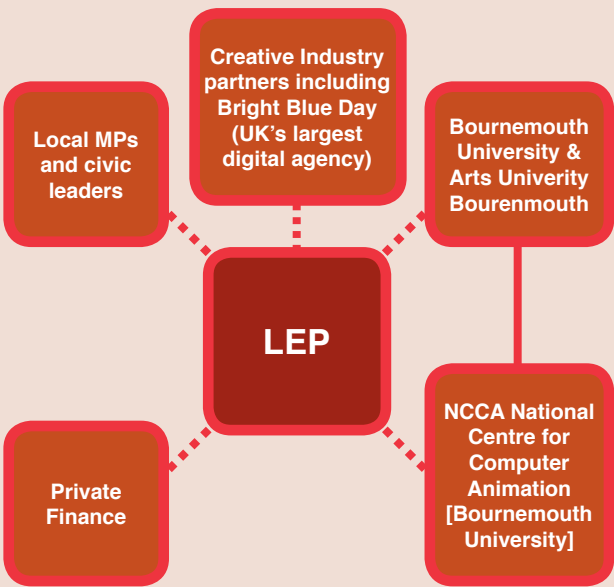 Creative Industry
partners including
Bright Blue Day
(UK's largest
digital agency)
Local MPs
and civic
leaders
Bournemouth
University &
Arts Univerity
Bourenmouth
LEP
Private
Finance
NCCA National
Centre for
Computer
Animation
[Bournemouth
University]